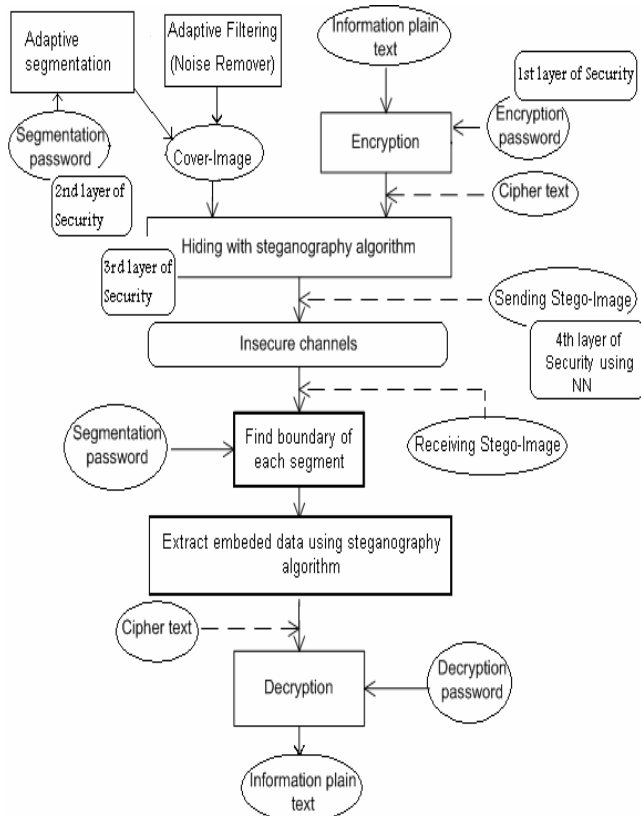 Adaptive
segmentation
Adaptive Filtering
(Noise Remover)
Information plain
text
1st layer of Security
Segmentation
password
2nd layer of
Security
Cover-Image
Encryption
Encryption
password
Cipher text
Hiding with steganography algorithm
3rd layer of
Security
Sending Stego-Image
4th layer of
Security using
NN
Insecure channels
Segmentation
password
Find boundary of
each segment
Receiving Stego-Image
Extract embeded data using steganography
algorithm
Cipher text
Decryption
Decryption
password
Information plain
text